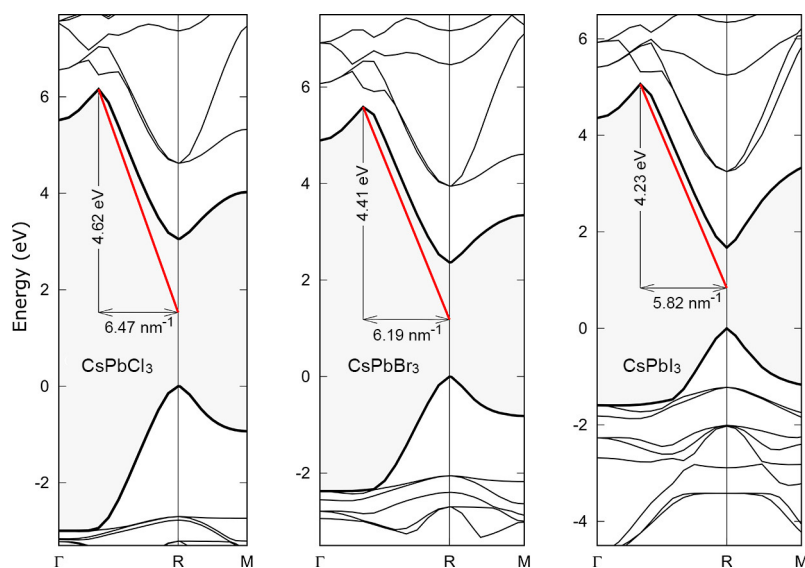 Energy (eV)
6
4
2
0
-2
4.62 eV
6.47 nm-1
CsPbCl3
Γ
R
M
6
4
2
0
-2
4.41 eV
6.19 nm-1
CsPbBr3
Γ
R
M
6
4
2
0
-2
-4
4.23 eV
5.82 nm-1
CsPbI3
Γ
R
M